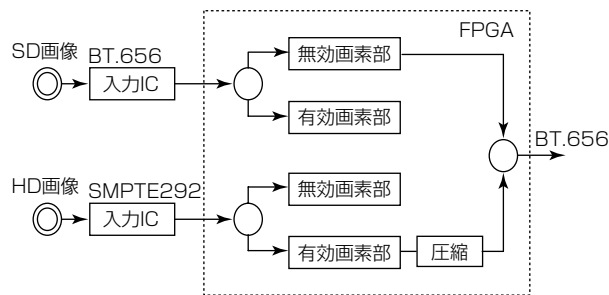 FPGA
SD画像
BT.656
入力IC
無効画素部
有効画素部
BT.656
HD画像
SMPTE292
入力IC
無効画素部
有効画素部
圧縮